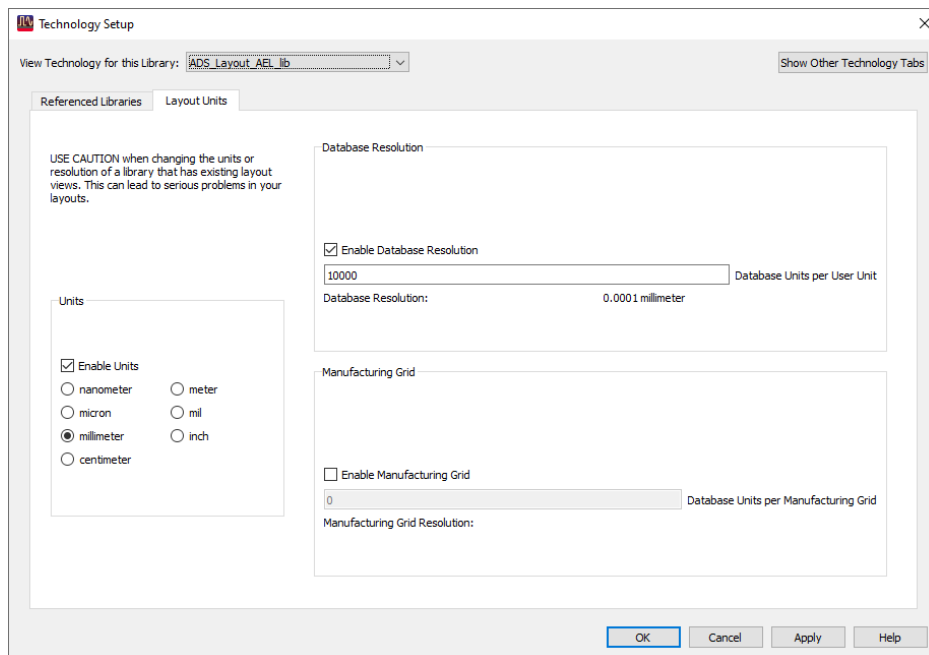 Technology Setup
View Technology for this Library: ADS_Layout_AEL_lib
Show Other Technology Tabs
Referenced Libraries
Layout Units
USE CAUTION when changing the units or
resolution of a library that has existing layout
views. This can lead to serious problems in your
layouts.
Units
Enable Units
nanometer
meter
micron
mil
millimeter
inch
centimeter
Database Resolution
Enable Database Resolution
10000 Database Units per User Unit
Database Resolution: 0.0001 millimeter
Manufacturing Grid
Enable Manufacturing Grid
0 Database Units per Manufacturing Grid
Manufacturing Grid Resolution:
OK
Cancel
Apply
Help